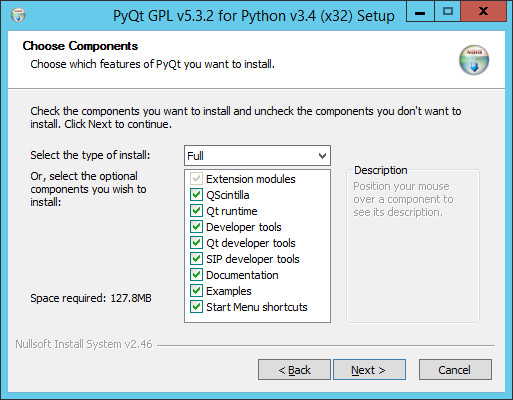 PyQt GPL v5.3.2 for Python v3.4 (x32) Setup
Choose Components
Choose which features of PyQt you want to install.
Check the components you want to install and uncheck the components you don't want to
install. Click Next to continue.
Select the type of install:
Full
Or, select the optional
components you wish to
install:
Extension modules
QScintilla
Qt runtime
Developer tools
Qt developer tools
SIP developer tools
Documentation
Examples
Start Menu shortcuts
Description
Position your mouse
over a component to
see its description.
Space required: 127.8MB
Nullsoft Install System v2.46
< Back
Next >
Cancel